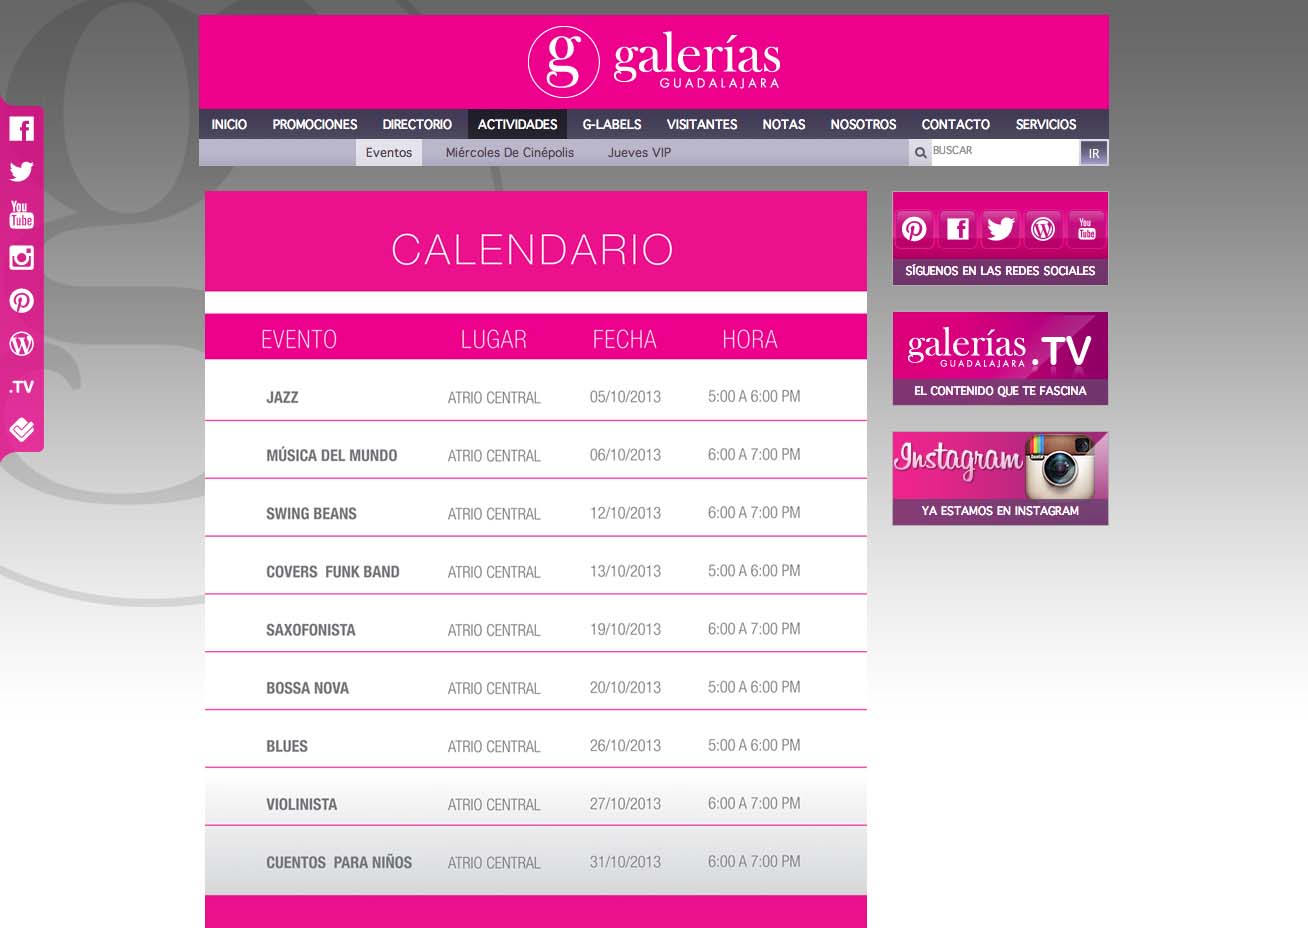 g galerías
GUADALAJARA
INICIO PROMOCIONES DIRECTORIO ACTIVIDADES G-LABELS VISITANTES NOTAS NOSOTROS CONTACTO SERVICIOS
Eventos Miércoles De Cinépolis Jueves VIP BUSCAR IR
You
Tube
.TV
CALENDARIO
EVENTO LUGAR FECHA HORA
JAZZ ATRIO CENTRAL 05/10/2013 5:00 A 6:00 PM
MÚSICA DEL MUNDO ATRIO CENTRAL 06/10/2013 6:00 A 7:00 PM
SWING BEANS ATRIO CENTRAL 12/10/2013 6:00 A 7:00 PM
COVERS FUNK BAND ATRIO CENTRAL 13/10/2013 5:00 A 6:00 PM
SAXOFONISTA ATRIO CENTRAL 19/10/2013 6:00 A 7:00 PM
BOSSA NOVA ATRIO CENTRAL 20/10/2013 5:00 A 6:00 PM
BLUES ATRIO CENTRAL 26/10/2013 5:00 A 6:00 PM
VIOLINISTA ATRIO CENTRAL 27/10/2013 6:00 A 7:00 PM
CUENTOS PARA NIÑOS ATRIO CENTRAL 31/10/2013 6:00 A 7:00 PM
You
Tube
SÍGUENOS EN LAS REDES SOCIALES
galerías .TV
GUADALAJARA
EL CONTENIDO QUE TE FASCINA
Instagram
YA ESTAMOS EN INSTAGRAM